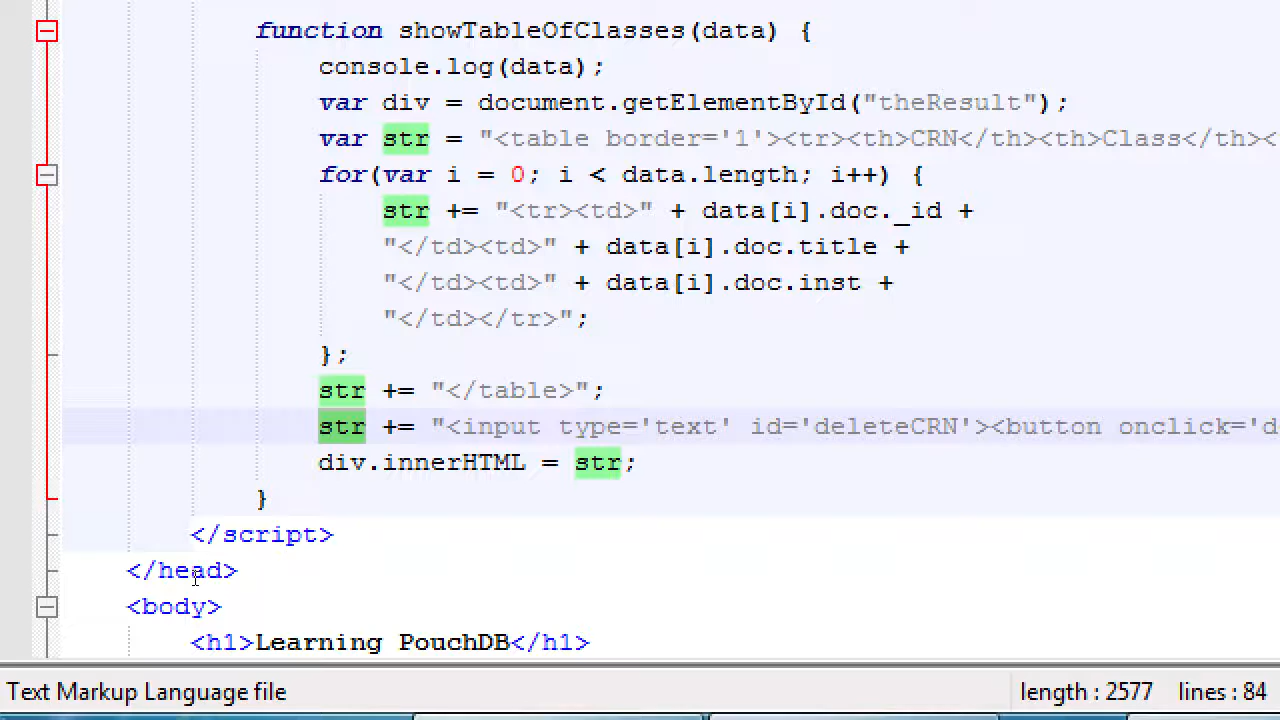 function showTableOfClasses(data) {
console.log(data);
var div = document.getElementById("theResult");
var str = "<table border='1'><tr><th>CRN</th><th>Class</th><
for(var i = 0; i < data.length; i++) {
str += "<tr><td>" + data[i].doc._id +
"</td><td>" + data[i].doc.title +
"</td><td>" + data[i].doc.inst +
"</td></tr>";
};
str += "</table>";
str += "<input type='text' id='deleteCRN'><button onclick='d
div.innerHTML = str;
}
</script>
</head>
<body>
<h1>Learning PouchDB</h1>
Text Markup Language file length : 2577 lines : 84